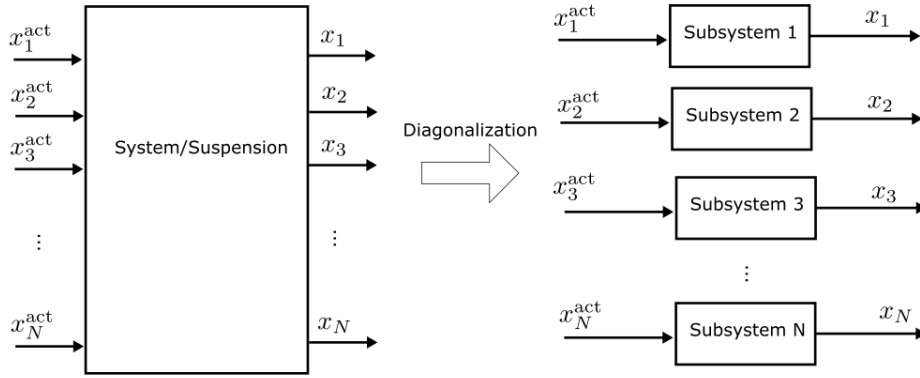 x_1^act
x_2^act
x_3^act
⋮
x_N^act
System/Suspension
x_1
x_2
x_3
⋮
x_N
Diagonalization
x_1^act Subsystem 1 x_1
x_2^act Subsystem 2 x_2
x_3^act Subsystem 3 x_3
⋮
x_N^act Subsystem N x_N